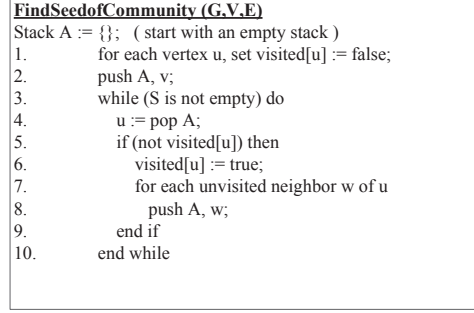 FindSeedofCommunity (G,V,E)
Stack A := {};  ( start with an empty stack )
1. for each vertex u, set visited[u] := false;
2. push A, v;
3. while (S is not empty) do
4. u := pop A;
5. if (not visited[u]) then
6. visited[u] := true;
7. for each unvisited neighbor w of u
8. push A, w;
9. end if
10. end while